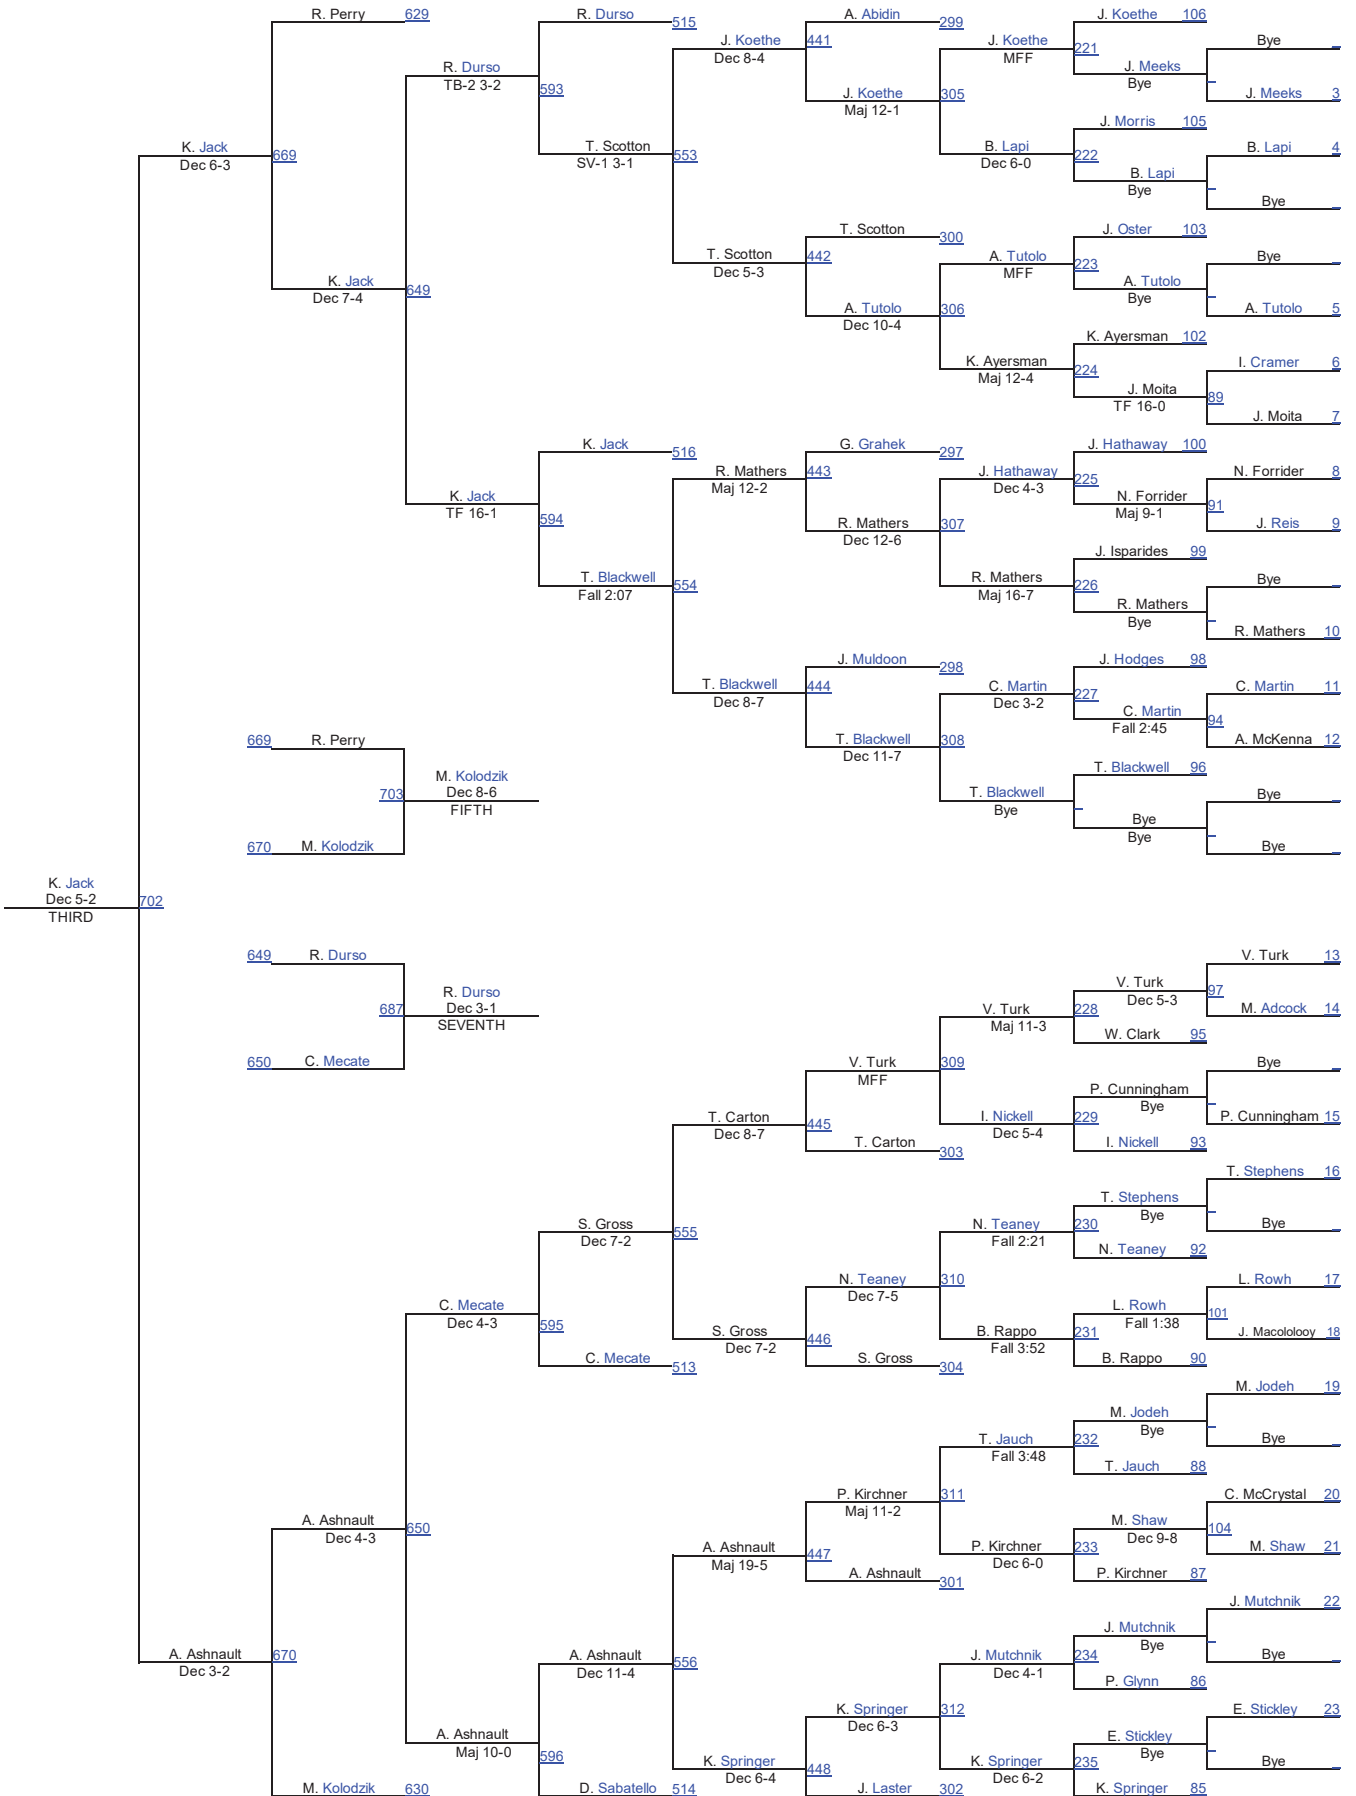 R. Perry 629
R. Durso 515
A. Abidin 299
J. Koethe 106
J. Koethe
Dec 8-4
441
J. Koethe
MFF
221
Bye
R. Durso
TB-2 3-2
593
J. Meeks
Bye
J. Koethe
Maj 12-1
305
J. Meeks 3
J. Morris 105
K. Jack
Dec 6-3
669
T. Scotton
SV-1 3-1
553
B. Lapi
Dec 6-0
222
B. Lapi 4
B. Lapi
Bye
Bye
T. Scotton 300
J. Oster 103
T. Scotton
Dec 5-3
442
A. Tutolo
MFF
223
Bye
K. Jack
Dec 7-4
649
A. Tutolo
Bye
A. Tutolo
Dec 10-4
306
A. Tutolo 5
K. Ayersman 102
K. Ayersman
Maj 12-4
224
I. Cramer 6
J. Moita
TF 16-0
89
J. Moita 7
K. Jack 516
G. Grahek 297
J. Hathaway 100
R. Mathers
Maj 12-2
443
J. Hathaway
Dec 4-3
225
N. Forrider 8
K. Jack
TF 16-1
594
N. Forrider
Maj 9-1
91
R. Mathers
Dec 12-6
307
J. Reis 9
J. Isparides 99
T. Blackwell
Fall 2:07
554
R. Mathers
Maj 16-7
226
Bye
R. Mathers
Bye
R. Mathers 10
J. Muldoon 298
J. Hodges 98
T. Blackwell
Dec 8-7
444
C. Martin
Dec 3-2
227
C. Martin 11
C. Martin
Fall 2:45
94
669 R. Perry
T. Blackwell
Dec 11-7
308
A. McKenna 12
M. Kolodzik
Dec 8-6
FIFTH
703
T. Blackwell 96
T. Blackwell
Bye
Bye
Bye
Bye
670 M. Kolodzik
Bye
K. Jack
Dec 5-2
THIRD
702
649 R. Durso
V. Turk 13
R. Durso
Dec 3-1
SEVENTH
687
V. Turk
Dec 5-3
97
V. Turk
Maj 11-3
228
M. Adcock 14
W. Clark 95
650 C. Mecate
V. Turk
MFF
309
Bye
P. Cunningham
Bye
T. Carton
Dec 8-7
445
I. Nickell
Dec 5-4
229
P. Cunningham 15
T. Carton 303
I. Nickell 93
T. Stephens 16
T. Stephens
Bye
S. Gross
Dec 7-2
555
N. Teaney
Fall 2:21
230
Bye
N. Teaney 92
N. Teaney
Dec 7-5
310
L. Rowh 17
C. Mecate
Dec 4-3
595
L. Rowh
Fall 1:38
101
S. Gross
Dec 7-2
446
B. Rappo
Fall 3:52
231
J. Macololooy 18
C. Mecate 513
S. Gross 304
B. Rappo 90
M. Jodeh 19
M. Jodeh
Bye
T. Jauch
Fall 3:48
232
Bye
T. Jauch 88
P. Kirchner
Maj 11-2
311
C. McCrystal 20
A. Ashnault
Dec 4-3
650
M. Shaw
Dec 9-8
104
A. Ashnault
Maj 19-5
447
P. Kirchner
Dec 6-0
233
M. Shaw 21
A. Ashnault 301
P. Kirchner 87
J. Mutchnik 22
J. Mutchnik
Bye
A. Ashnault
Dec 3-2
670
A. Ashnault
Dec 11-4
556
J. Mutchnik
Dec 4-1
234
Bye
P. Glynn 86
K. Springer
Dec 6-3
312
E. Stickley 23
A. Ashnault
Maj 10-0
596
E. Stickley
Bye
K. Springer
Dec 6-4
448
K. Springer
Dec 6-2
235
Bye
M. Kolodzik 630
D. Sabatello 514
J. Laster 302
K. Springer 85